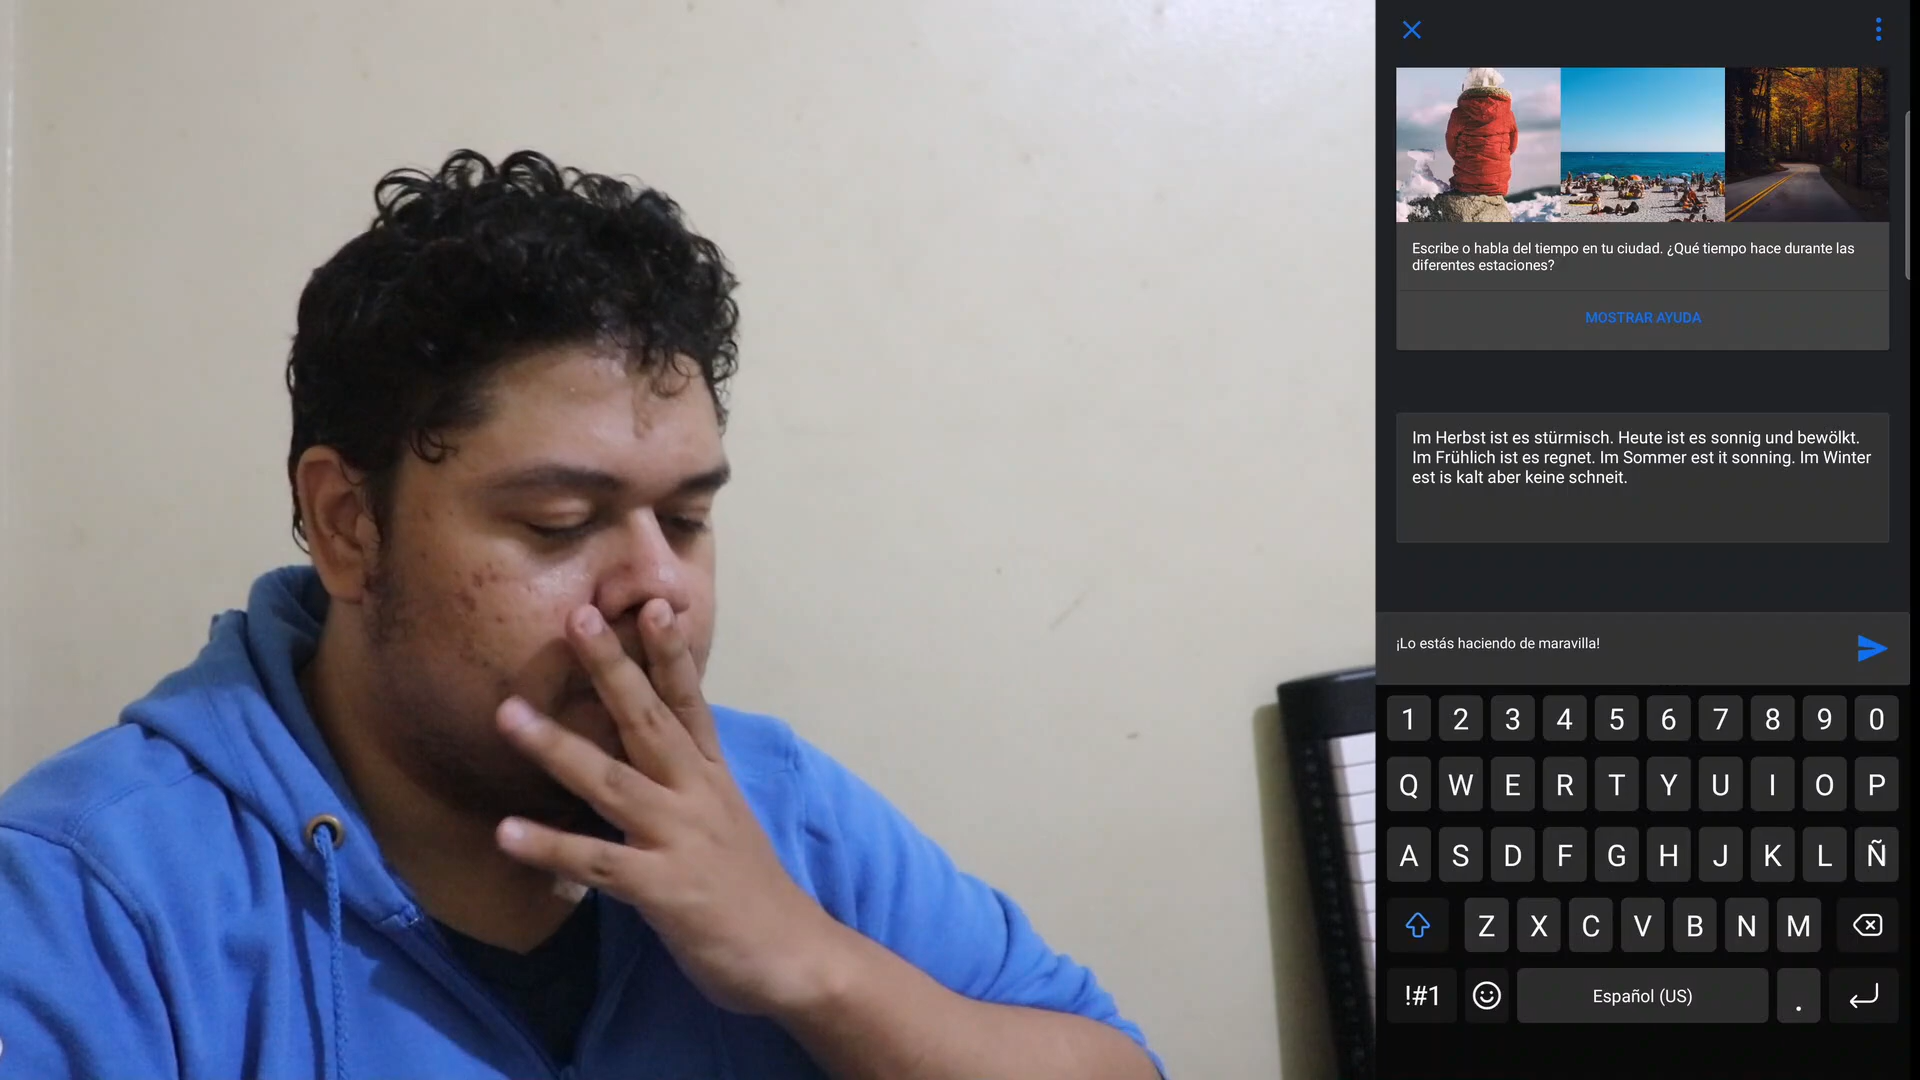 Escribe o habla del tiempo en tu ciudad. ¿Qué tiempo hace durante las
diferentes estaciones?
MOSTRAR AYUDA
Im Herbst ist es stürmisch. Heute ist es sonnig und bewölkt.
Im Frühlich ist es regnet. Im Sommer est it sonning. Im Winter
est is kalt aber keine schneit.
¡Lo estás haciendo de maravilla!
1 2 3 4 5 6 7 8 9 0
Q W E R T Y U I O P
A S D F G H J K L Ñ
Z X C V B N M
!#1 Español (US) .